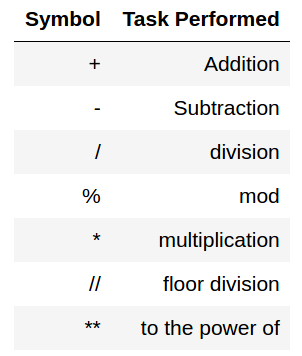 Symbol Task Performed
+ Addition
- Subtraction
/ division
% mod
* multiplication
// floor division
** to the power of